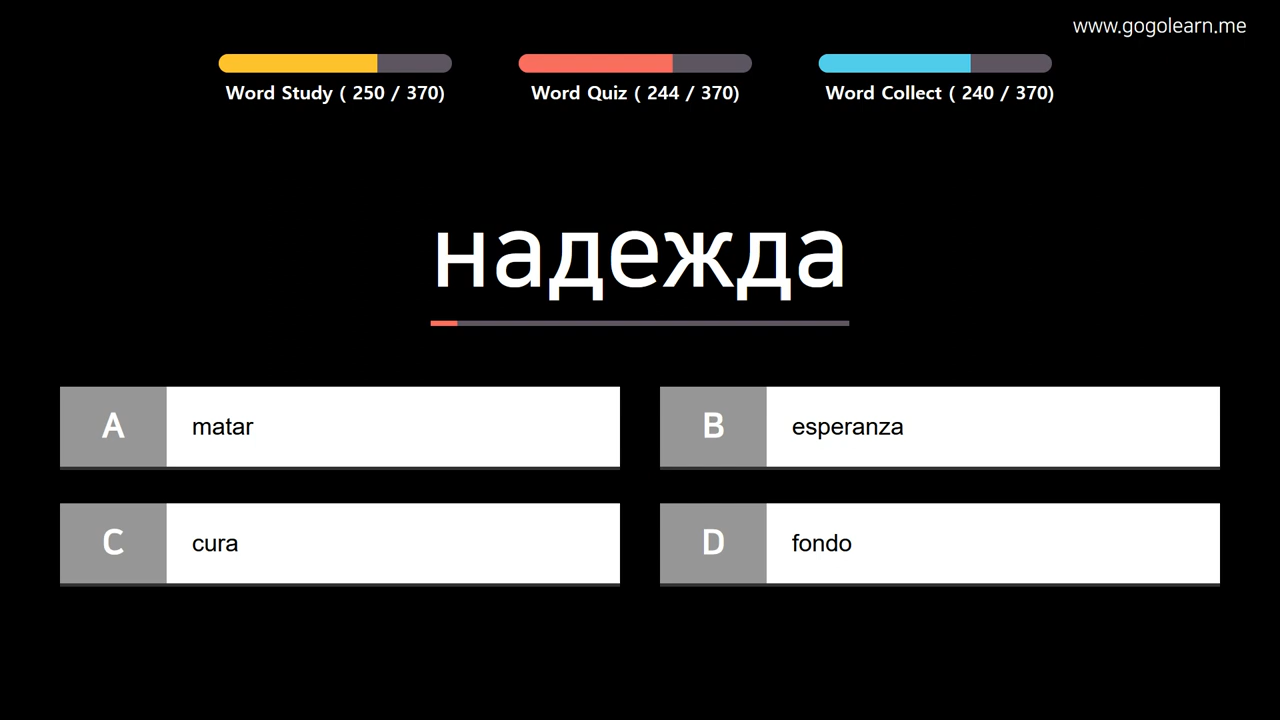 www.gogolearn.me
Word Study ( 250 / 370)
Word Quiz ( 244 / 370)
Word Collect ( 240 / 370)
надежда
A matar
B esperanza
C cura
D fondo